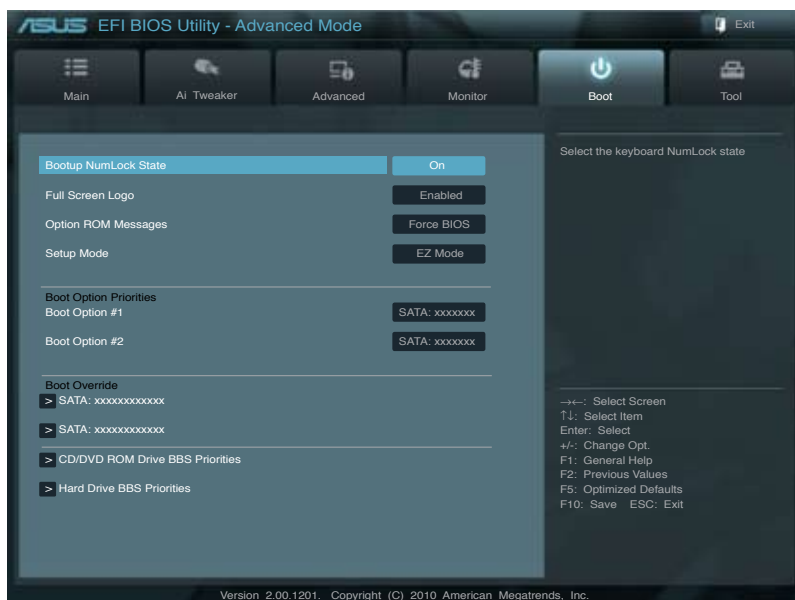 ASUS EFI BIOS Utility - Advanced Mode
Exit
Main Ai Tweaker Advanced Monitor Boot Tool
Bootup NumLock State On
Full Screen Logo Enabled
Option ROM Messages Force BIOS
Setup Mode EZ Mode
Boot Option Priorities
Boot Option #1 SATA: xxxxxxx
Boot Option #2 SATA: xxxxxxx
Boot Override
> SATA: xxxxxxxxxxxx
> SATA: xxxxxxxxxxxx
> CD/DVD ROM Drive BBS Priorities
> Hard Drive BBS Priorities
Select the keyboard NumLock state
→←: Select Screen
↑↓: Select Item
Enter: Select
+/-: Change Opt.
F1: General Help
F2: Previous Values
F5: Optimized Defaults
F10: Save ESC: Exit
Version 2.00.1201. Copyright (C) 2010 American Megatrends, Inc.